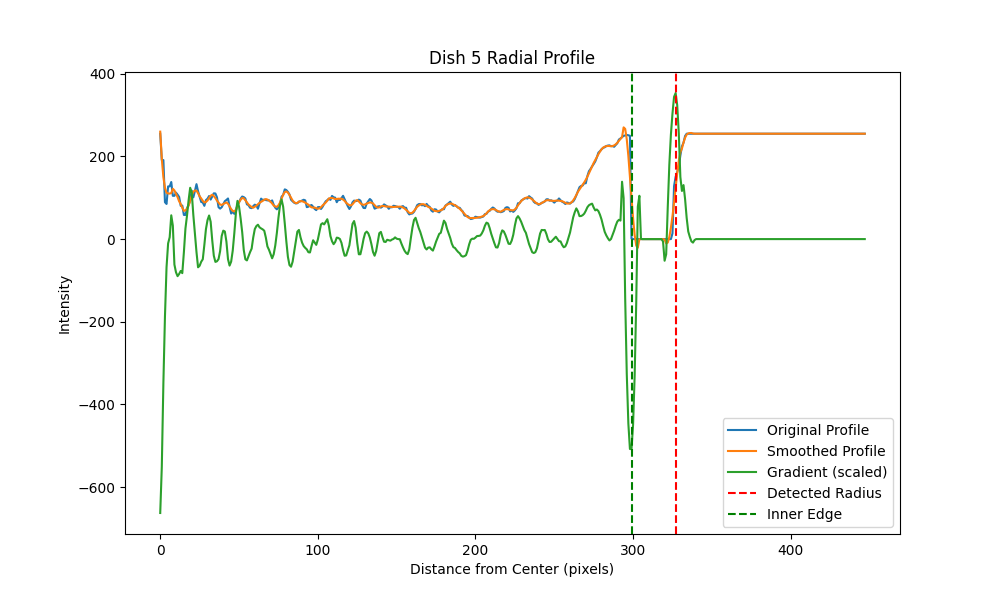 Dish 5 Radial Profile
400
200
0
−200
−400
−600
Intensity
0 100 200 300 400
Distance from Center (pixels)
Original Profile
Smoothed Profile
Gradient (scaled)
Detected Radius
Inner Edge